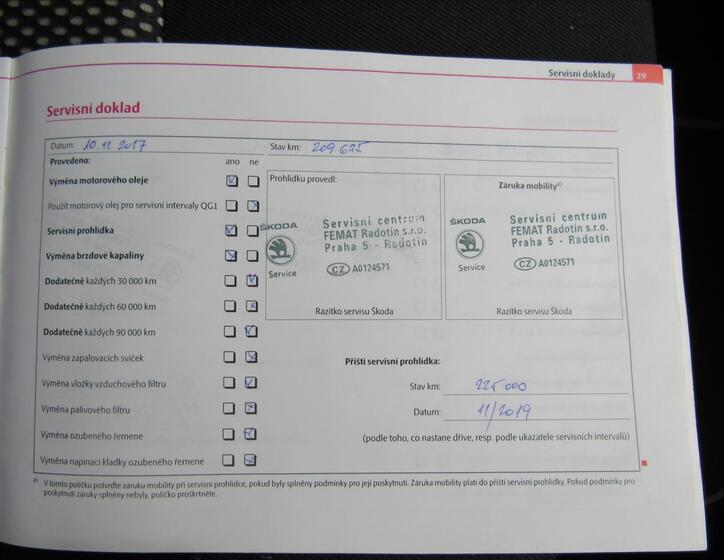 Servisní doklady 29
Servisní doklad
Datum: 10.11 2017 Stav km: 209 625
Provedeno: ano ne
Výměna motorového oleje
Použit motorový olej pro servisní intervaly QG1
Servisní prohlídka
Výměna brzdové kapaliny
Dodatečně každých 30 000 km
Dodatečně každých 60 000 km
Dodatečně každých 90 000 km
Výměna zapalovacích svíček
Výměna vložky vzduchového filtru
Výměna palivového filtru
Výměna ozubeného řemene
Výměna napínací kladky ozubeného řemene
Prohlídku provedl:
ŠKODA
Service
Servisní centrum
FEMAT Radotín s.r.o.
Praha 5 - Radotín
CZ A0124571
Razítko servisu Škoda
Záruka mobility a)
ŠKODA
Service
Servisní centrum
FEMAT Radotín s.r.o.
Praha 5 - Radotín
CZ A0124571
Razítko servisu Škoda
Příští servisní prohlídka:
Stav km: 225 000
Datum: 11/2019
(podle toho, co nastane dříve, resp. podle ukazatele servisních intervalů)
a) V tomto políčku potvrďte záruku mobility při servisní prohlídce, pokud byly splněny podmínky pro její poskytnutí. Záruka mobility platí do příští servisní prohlídky. Pokud podmínky pro
poskytnutí záruky splněny nebyly, políčko proškrtněte.